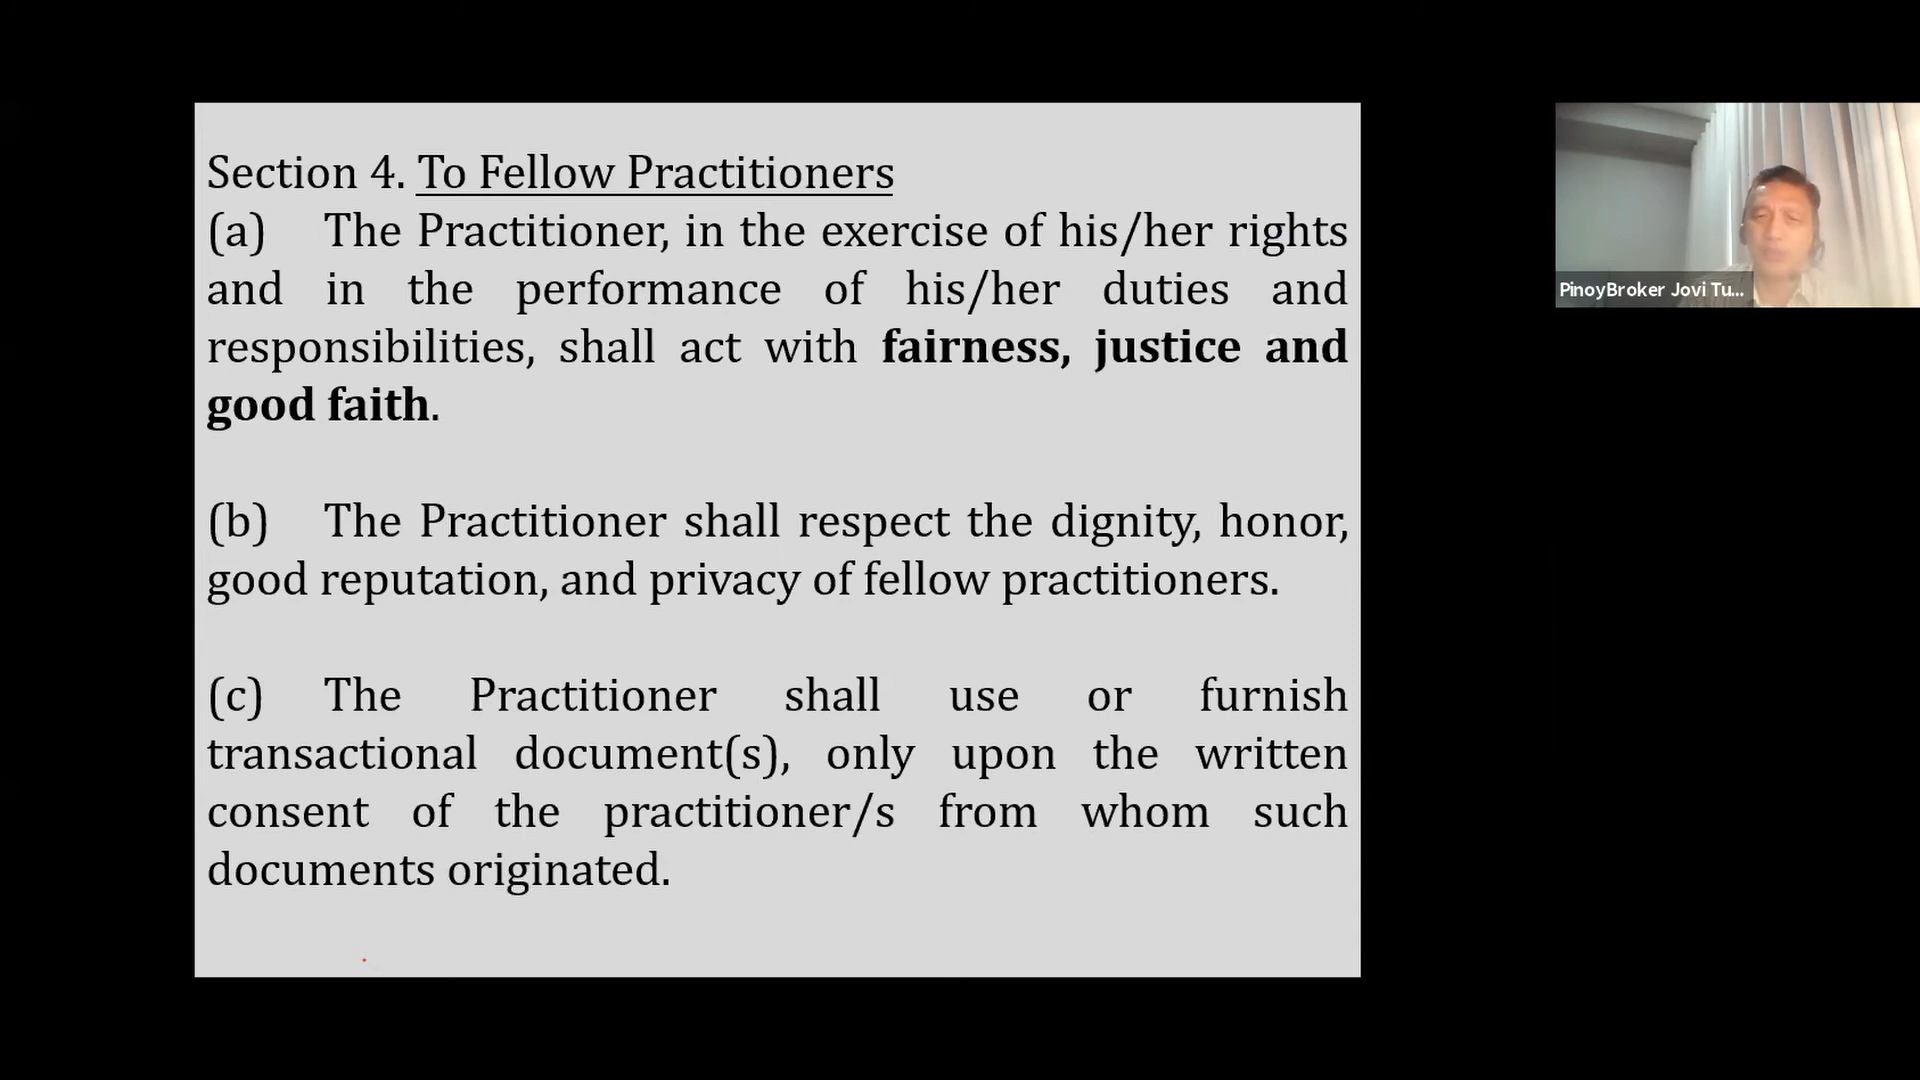 Section 4. To Fellow Practitioners
(a) The Practitioner, in the exercise of his/her rights
and in the performance of his/her duties and
responsibilities, shall act with fairness, justice and
good faith.
(b) The Practitioner shall respect the dignity, honor,
good reputation, and privacy of fellow practitioners.
(c) The Practitioner shall use or furnish
transactional document(s), only upon the written
consent of the practitioner/s from whom such
documents originated.
PinoyBroker Jovi Tu...